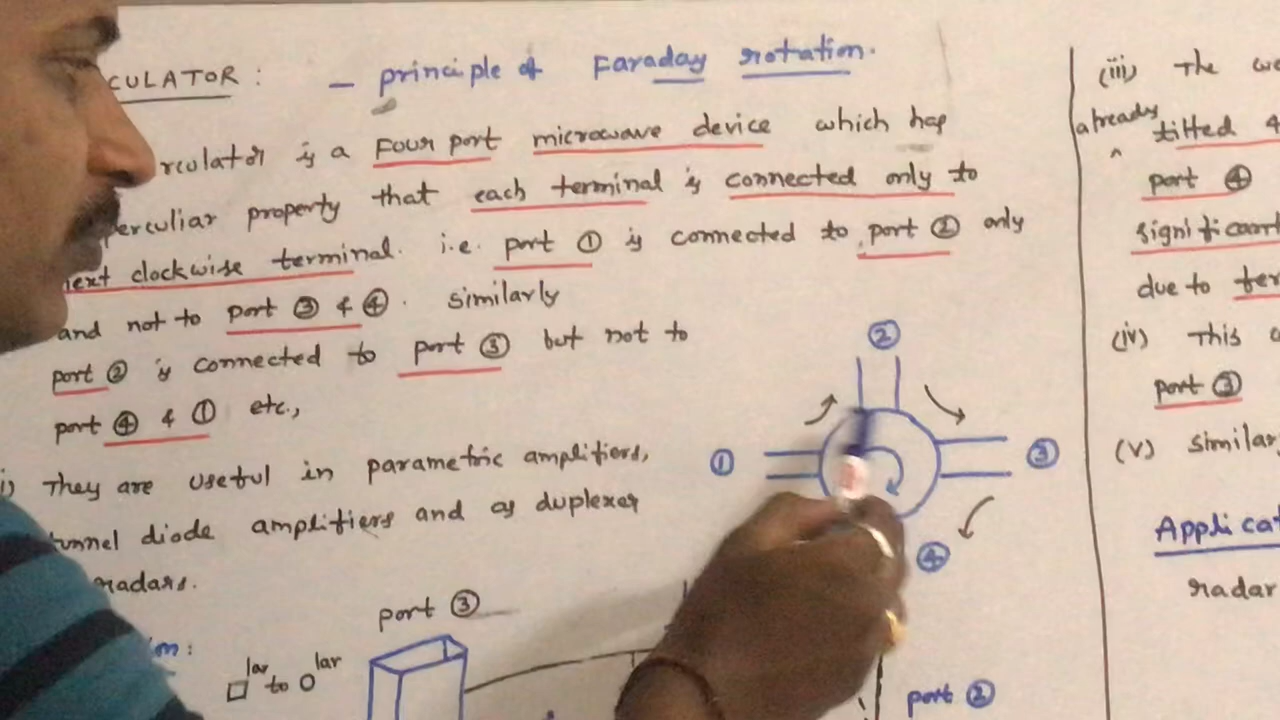 CULATOR : - principle of Faraday rotation.
rculator is a Four port microwave device which has
perculiar property that each terminal is connected only to
next clockwise terminal. i.e. port ① is connected to port ② only
and not to port ③ & ④. similarly
port ② is connected to port ③ but not to
port ④ & ① etc.,
i) They are useful in parametric amplifiers,
tunnel diode amplifiers and as duplexer
radars.
②
①
③
④
port ③
□lar to Olar
port ②
(iii) The
already
tilted
port ④
significant
due to
(iv) This
port ③
(v) similar
Applicat
radar